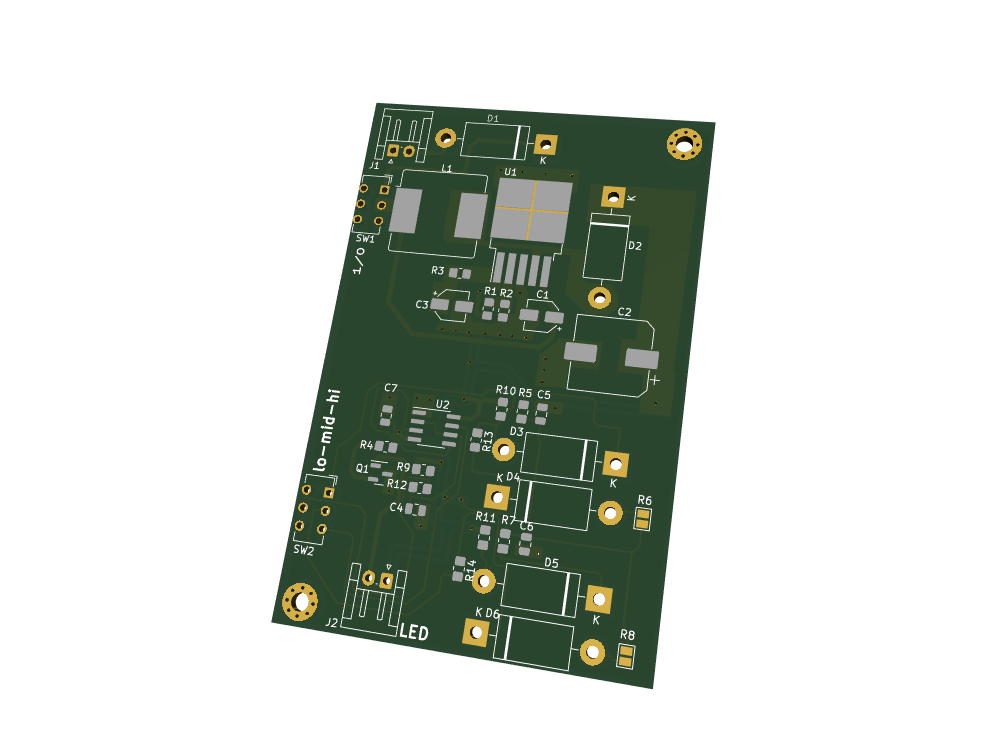 D1
K
J1
L1
U1
K
SW1
D2
1/0
R3
R1
R2
C1
C3
C2
lo-mid-hi
C7
U2
R10
R5
C5
R13
D3
R4
Q1
R9
K
K
D4
R12
R6
C4
R11
R7
C6
SW2
R14
D5
K
J2
LED
K
D6
R8